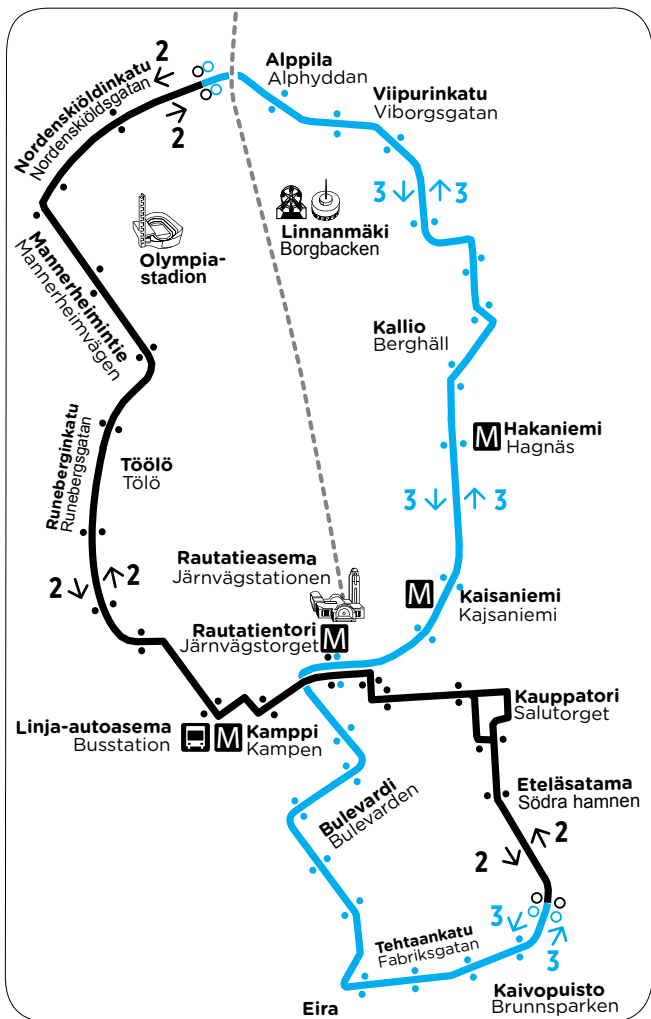 2
2
Nordenskiöldinkatu
Nordenskiöldsgatan
Alppila
Alphyddan
Viipurinkatu
Viborgsgatan
3 3
Linnanmäki
Borgbacken
Olympia-
stadion
Mannerheimintie
Mannerheimvägen
Kallio
Berghäll
M Hakaniemi
Hagnäs
Runeberginkatu
Runebergsgatan
Töölö
Tölö
3 3
2 2
Rautatieasema
Järnvägstationen
M Kaisaniemi
Kajsaniemi
Rautatientori
Järnvägstorget M
Linja-autoasema
Busstation
M Kamppi
Kampen
Kauppatori
Salutorget
Eteläsatama
Södra hamnen
Bulevardi
Bulevarden
2 2
3
3
Tehtaankatu
Fabriksgatan
Kaivopuisto
Brunnsparken
Eira